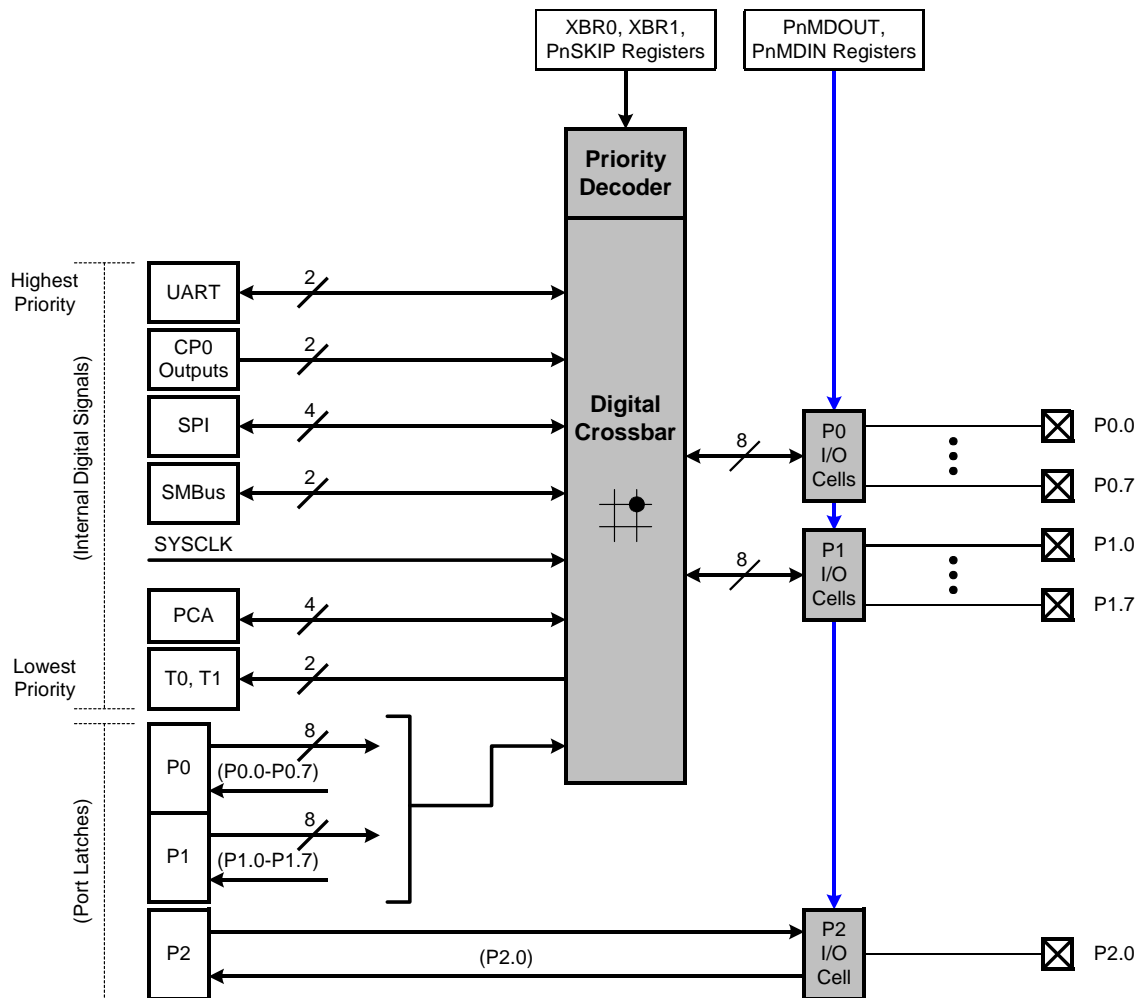 XBR0, XBR1,
PnSKIP Registers
PnMDOUT,
PnMDIN Registers
Priority
Decoder
Highest
Priority
UART
2
CP0
Outputs
2
SPI
4
Digital
Crossbar
(Internal Digital Signals)
SMBus
2
8
P0
I/O
Cells
P0.0
P0.7
SYSCLK
8
P1
I/O
Cells
P1.0
P1.7
PCA
4
Lowest
Priority
T0, T1
2
P0
8
(P0.0-P0.7)
(Port Latches)
P1
8
(P1.0-P1.7)
P2
(P2.0)
P2
I/O
Cell
P2.0